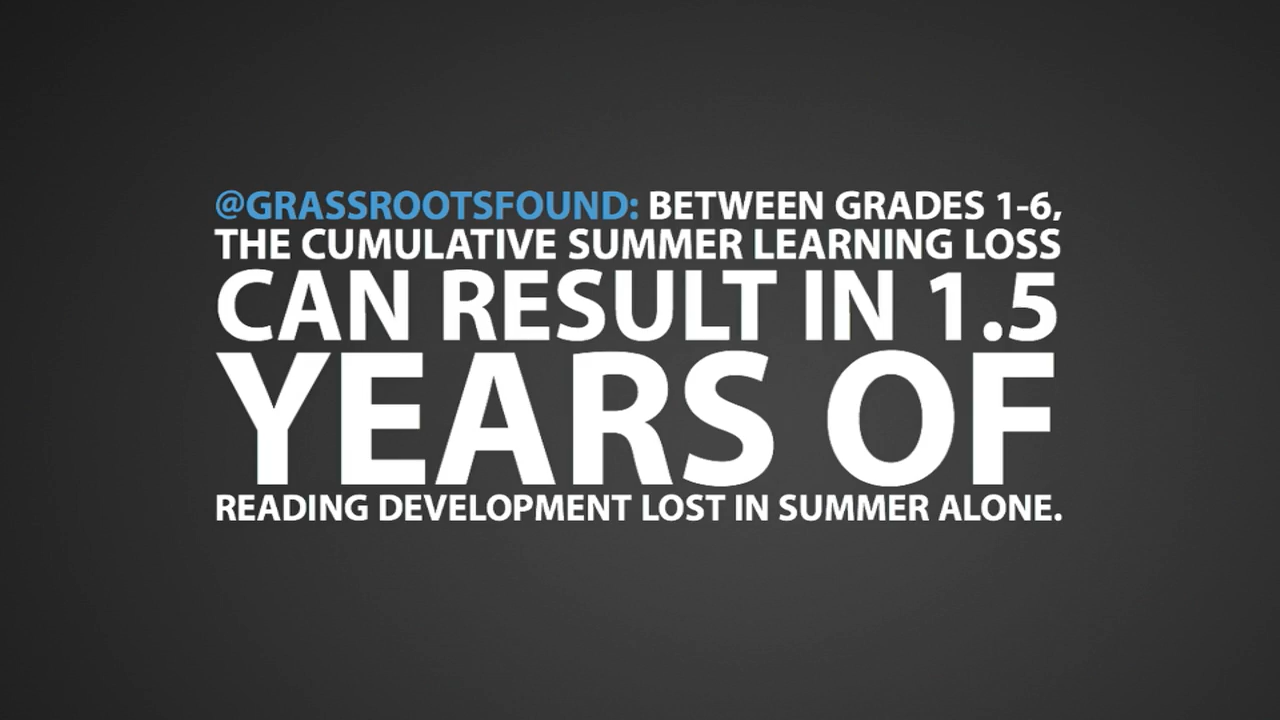 @GRASSROOTSFOUND: BETWEEN GRADES 1-6,
THE CUMULATIVE SUMMER LEARNING LOSS
CAN RESULT IN 1.5
YEARS OF
READING DEVELOPMENT LOST IN SUMMER ALONE.